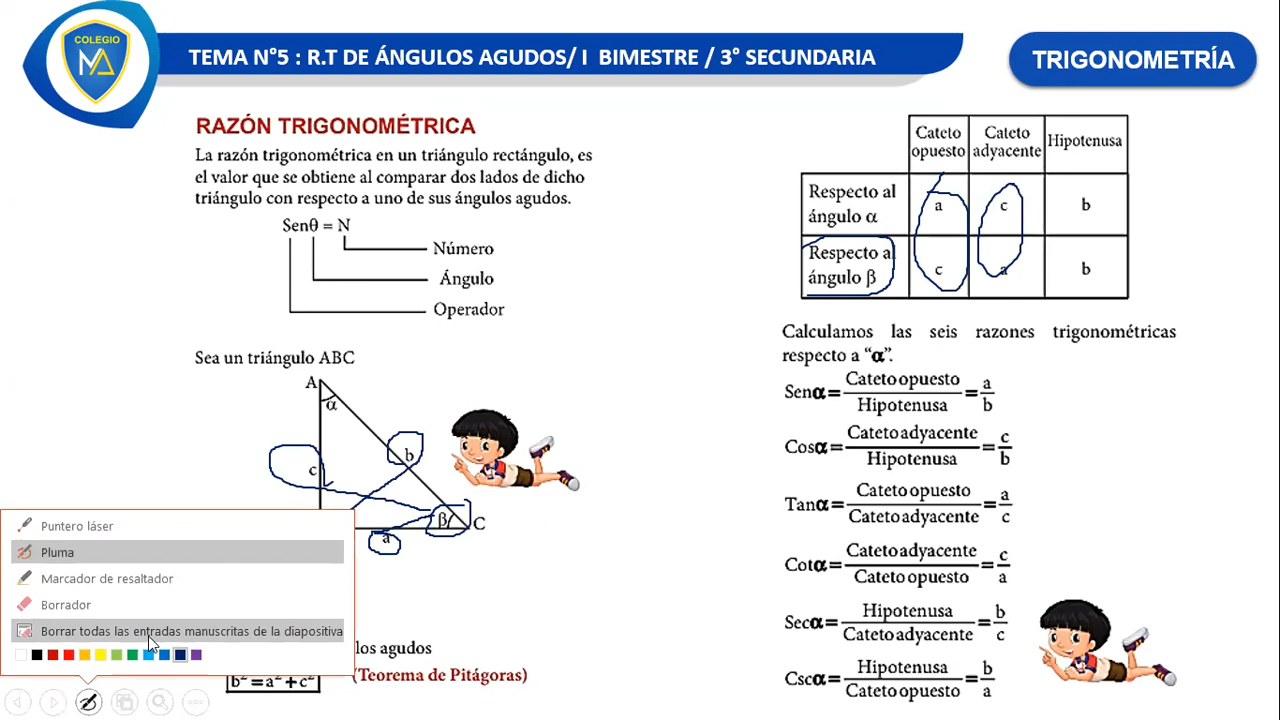 COLEGIO
MA
TEMA N°5 : R.T DE ÁNGULOS AGUDOS/ I BIMESTRE / 3° SECUNDARIA
TRIGONOMETRÍA
RAZÓN TRIGONOMÉTRICA
La razón trigonométrica en un triángulo rectángulo, es
el valor que se obtiene al comparar dos lados de dicho
triángulo con respecto a uno de sus ángulos agudos.
Senθ = N
Número
Ángulo
Operador
Sea un triángulo ABC
A
α
b
c
β
C
a
los agudos
b² = a² + c² (Teorema de Pitágoras)
Puntero láser
Pluma
Marcador de resaltador
Borrador
Borrar todas las entradas manuscritas de la diapositiva
Cateto opuesto Cateto adyacente Hipotenusa
Respecto al ángulo α a c b
Respecto al ángulo β c a b
Calculamos las seis razones trigonométricas
respecto a “α”.
Senα = Cateto opuesto / Hipotenusa = a / b
Cosα = Cateto adyacente / Hipotenusa = c / b
Tanα = Cateto opuesto / Cateto adyacente = a / c
Cotα = Cateto adyacente / Cateto opuesto = c / a
Secα = Hipotenusa / Cateto adyacente = b / c
Cscα = Hipotenusa / Cateto opuesto = b / a